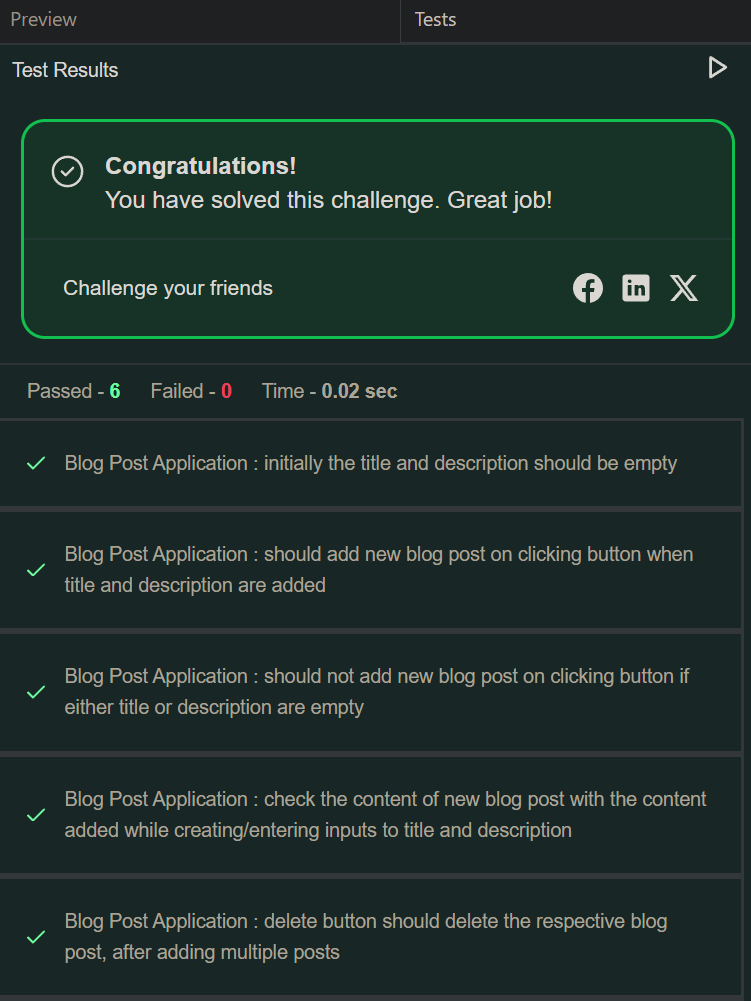 Preview
Tests
Test Results
Congratulations!
You have solved this challenge. Great job!
Challenge your friends
Passed - 6 Failed - 0 Time - 0.02 sec
Blog Post Application : initially the title and description should be empty
Blog Post Application : should add new blog post on clicking button when
title and description are added
Blog Post Application : should not add new blog post on clicking button if
either title or description are empty
Blog Post Application : check the content of new blog post with the content
added while creating/entering inputs to title and description
Blog Post Application : delete button should delete the respective blog
post, after adding multiple posts